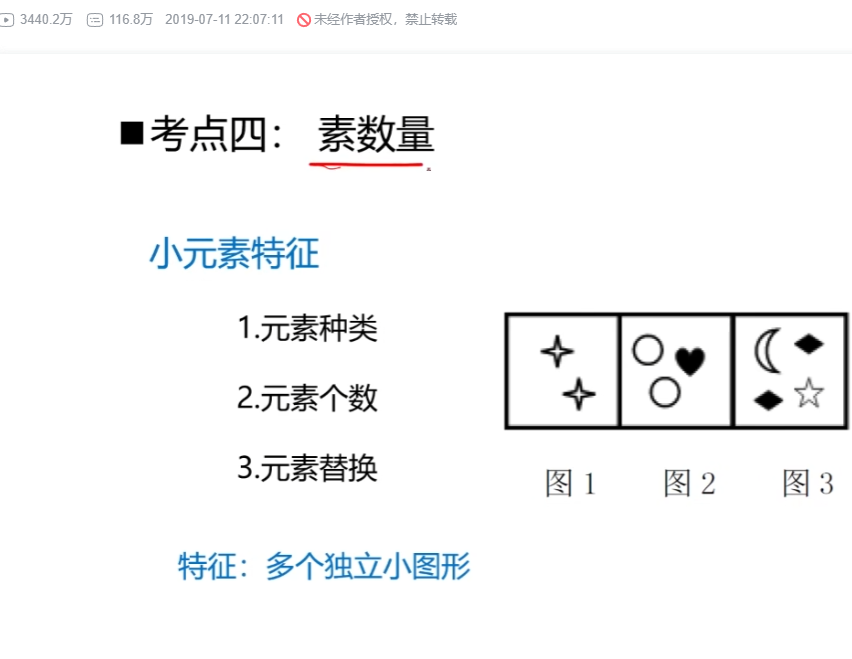 3440.2万 116.8万 2019-07-11 22:07:11 未经作者授权，禁止转载
■考点四： 素数量
小元素特征
1.元素种类
2.元素个数
3.元素替换
图 1 图 2 图 3
特征：多个独立小图形